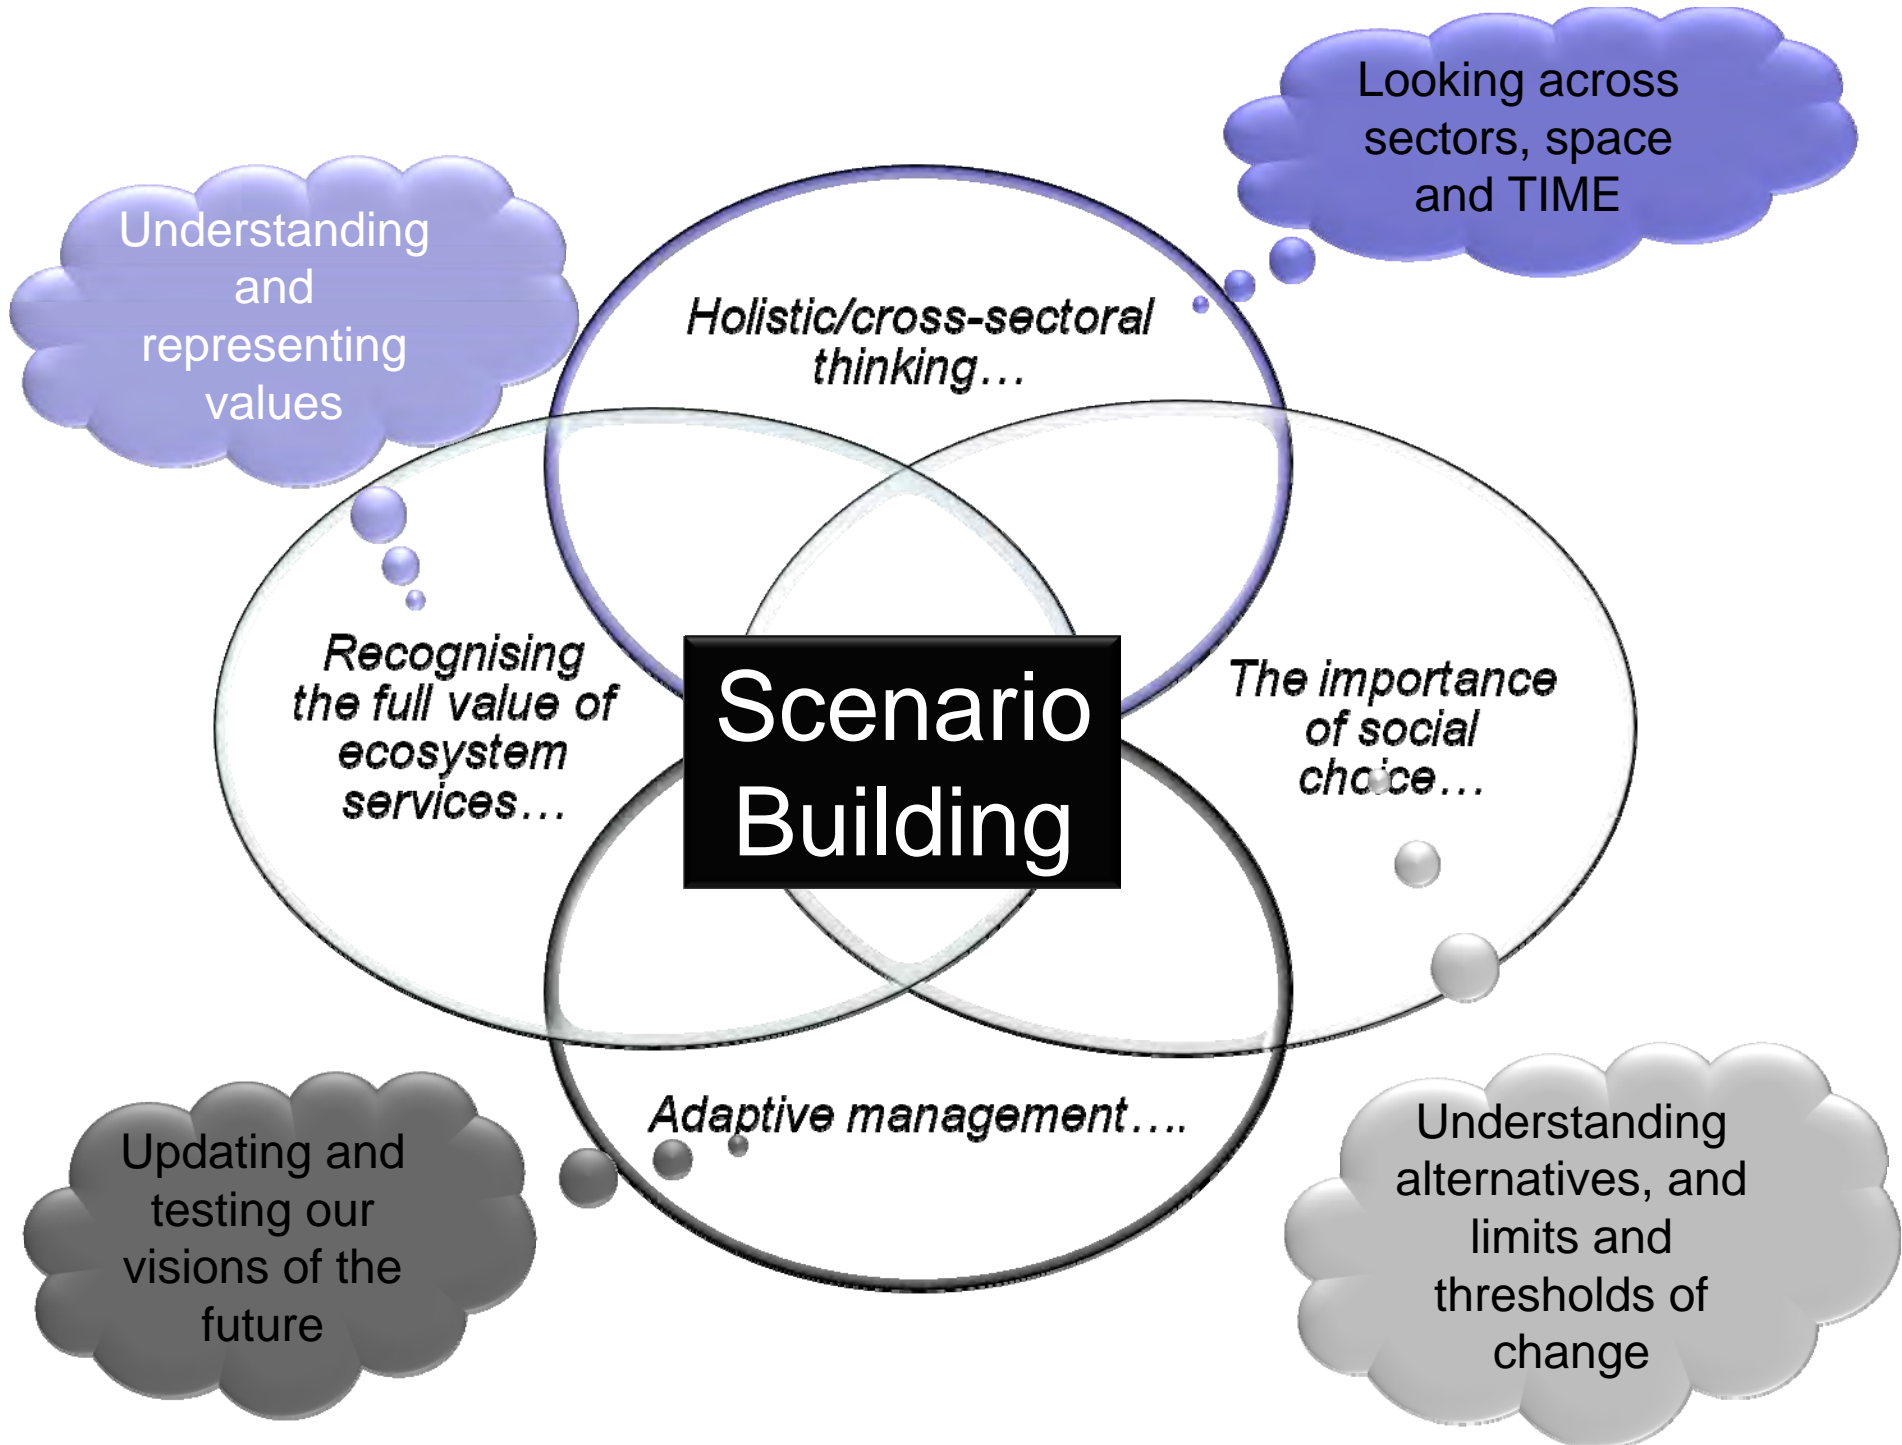 Looking across
sectors, space
and TIME
Understanding
and
representing
values
Holistic/cross-sectoral
thinking…
Recognising
the full value of
ecosystem
services…
Scenario
Building
The importance
of social
choice…
Adaptive management….
Updating and
testing our
visions of the
future
Understanding
alternatives, and
limits and
thresholds of
change